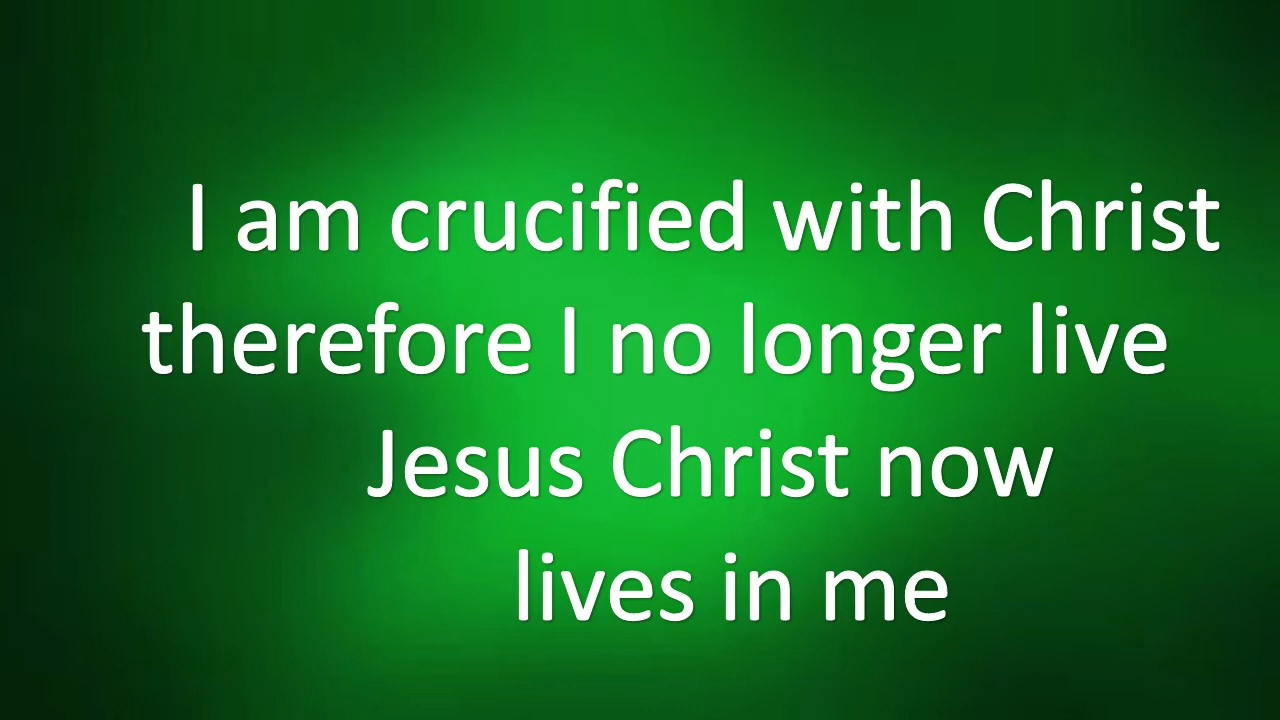 I am crucified with Christ
therefore I no longer live
Jesus Christ now
lives in me